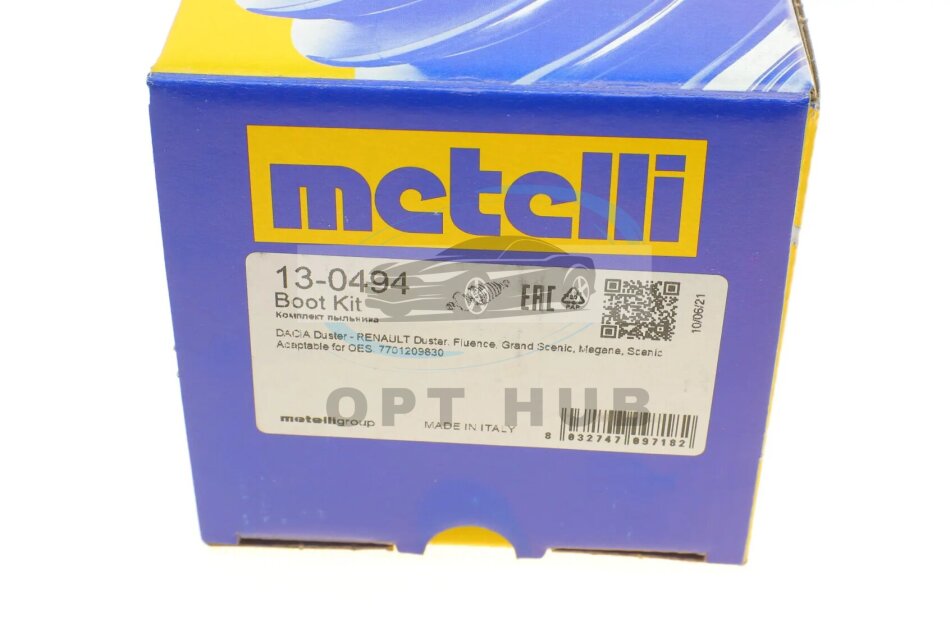 metelli
13-0494
Boot Kit
Комплект пыльника
EAC
10/06/21
DACIA Duster - RENAULT Duster, Fluence, Grand Scenic, Megane, Scenic
Adaptable for OES: 7701209830
OPT HUB
metelligroup
MADE IN ITALY
8 032747 097182